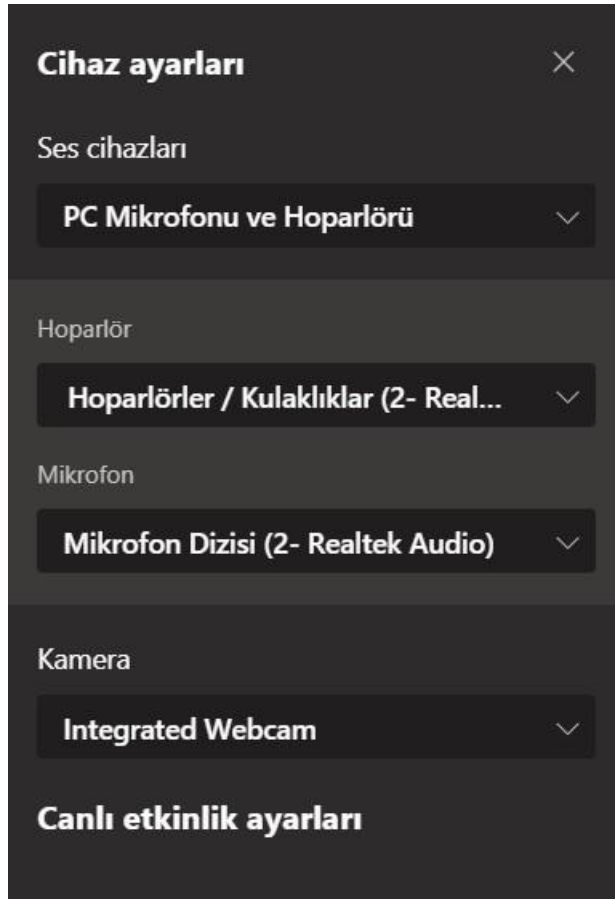 Cihaz ayarları
Ses cihazları
PC Mikrofonu ve Hoparlörü
Hoparlör
Hoparlörler / Kulaklıklar (2- Real...
Mikrofon
Mikrofon Dizisi (2- Realtek Audio)
Kamera
Integrated Webcam
Canlı etkinlik ayarları